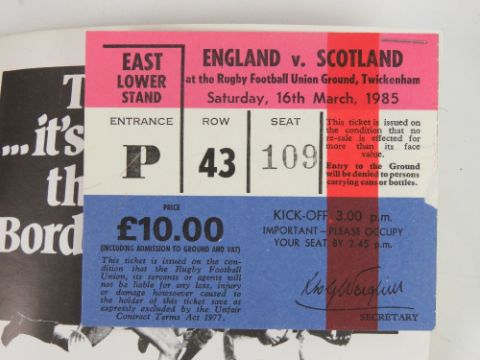 EAST
LOWER
STAND
ENGLAND v. SCOTLAND
at the Rugby Football Union Ground, Twickenham
Saturday, 16th March, 1985
ENTRANCE
P
ROW
43
SEAT
109
This ticket is issued on
the condition that no
re-sale is effected for
more than its face
value.
Entry to the Ground
will be denied to persons
carrying cans or bottles.
PRICE
£10.00
(INCLUDING ADMISSION TO GROUND AND VAT)
This ticket is issued on the con-
dition that the Rugby Football
Union, its servants or agents will
not be liable for any loss, injury
or damage howsoever caused to
the holder of this ticket save as
expressly excluded by the Unfair
Contract Terms Act 1977.
KICK-OFF 3.00 p.m.
IMPORTANT – PLEASE OCCUPY
YOUR SEAT BY 2.45 p.m.
SECRETARY
T
...it's
th
Bord